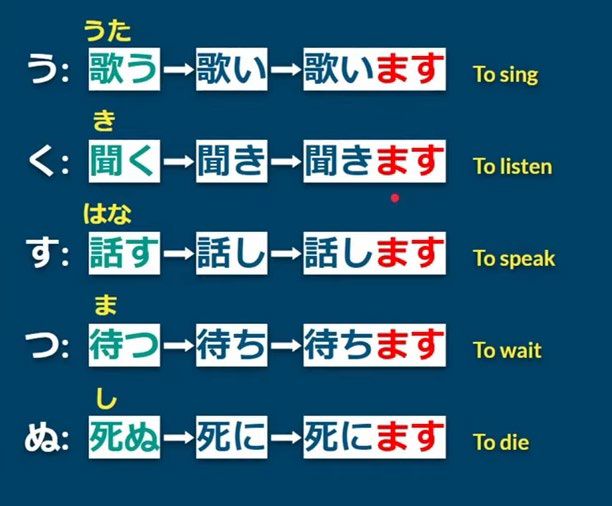 うた
う: 歌う→歌い→歌います To sing
き
く: 聞く→聞き→聞きます To listen
はな
す: 話す→話し→話します To speak
ま
つ: 待つ→待ち→待ちます To wait
し
ぬ: 死ぬ→死に→死にます To die